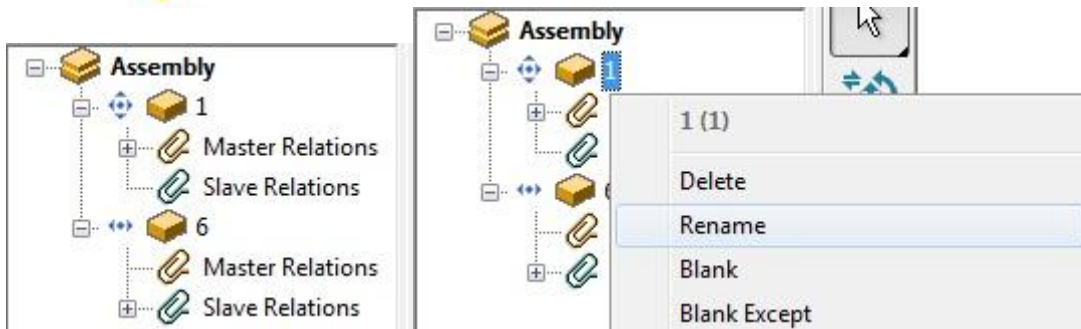 Assembly
1
Master Relations
Slave Relations
6
Master Relations
Slave Relations
Assembly
1
1 (1)
Delete
Rename
Blank
Blank Except